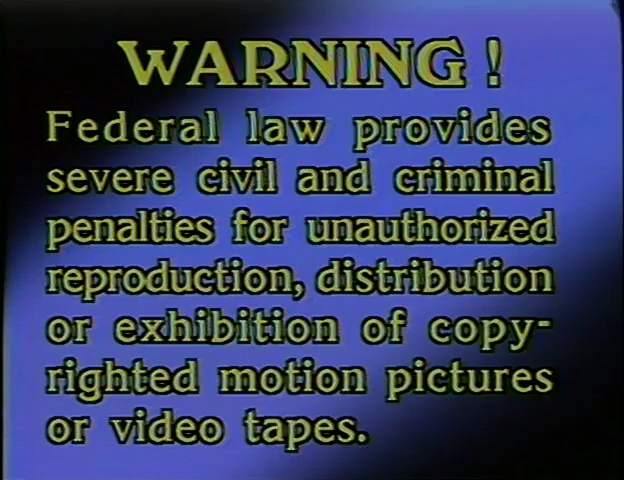 WARNING !
Federal law provides
severe civil and criminal
penalties for unauthorized
reproduction, distribution
or exhibition of copy-
righted motion pictures
or video tapes.